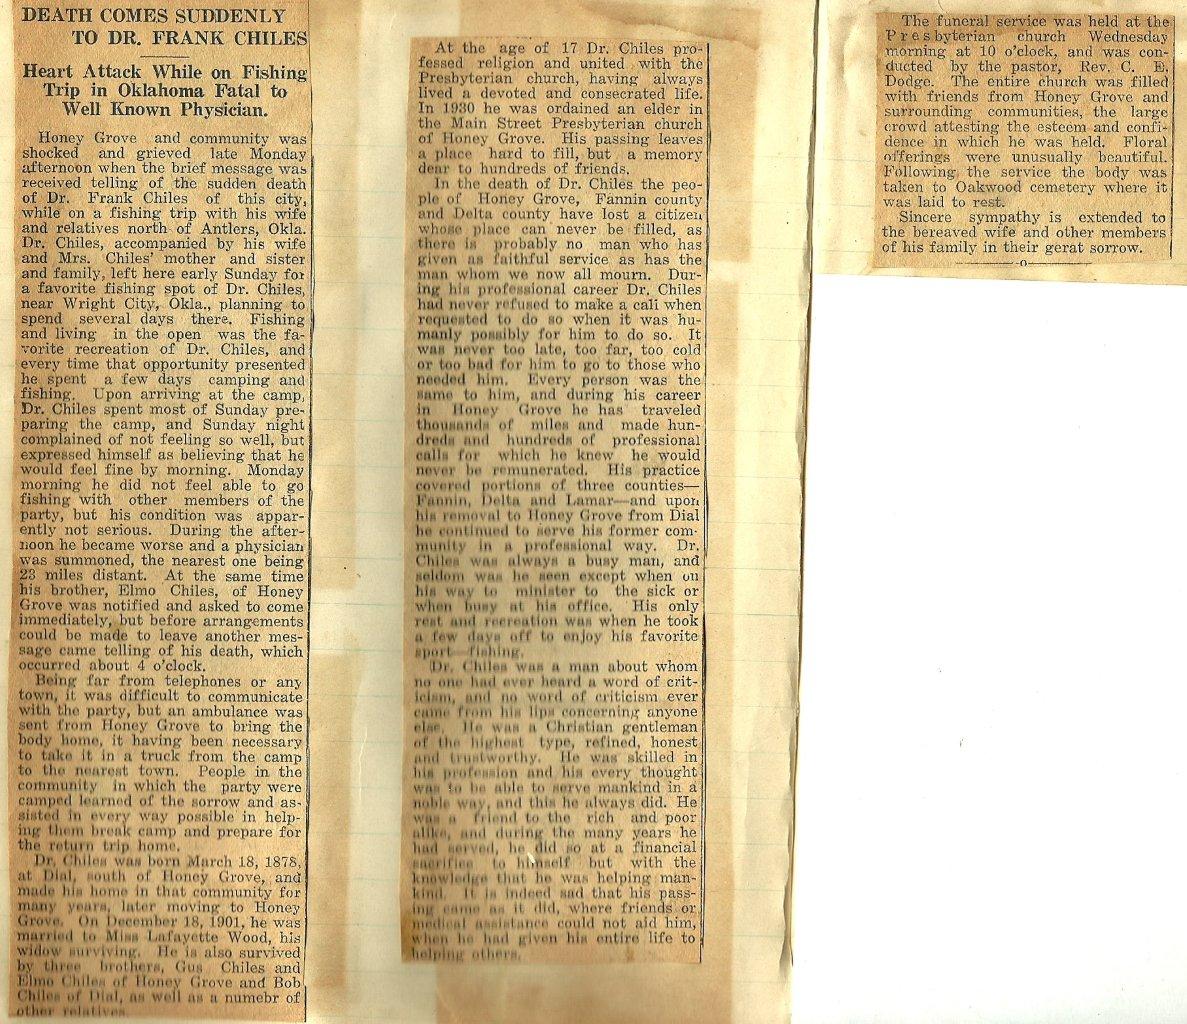 DEATH COMES SUDDENLY
TO DR. FRANK CHILES
Heart Attack While on Fishing
Trip in Oklahoma Fatal to
Well Known Physician.
Honey Grove and community was
shocked and grieved late Monday
afternoon when the brief message was
received telling of the sudden death
of Dr. Frank Chiles of this city,
while on a fishing trip with his wife
and relatives north of Antlers, Okla.
Dr. Chiles, accompanied by his wife
and Mrs. Chiles' mother and sister
and family, left here early Sunday for
a favorite fishing spot of Dr. Chiles,
near Wright City, Okla., planning to
spend several days there. Fishing
and living in the open was the fa-
vorite recreation of Dr. Chiles, and
every time that opportunity presented
he spent a few days camping and
fishing. Upon arriving at the camp,
Dr. Chiles spent most of Sunday pre-
paring the camp, and Sunday night
complained of not feeling so well, but
expressed himself as believing that he
would feel fine by morning. Monday
morning he did not feel able to go
fishing with other members of the
party, but his condition was appar-
ently not serious. During the after-
noon he became worse and a physician
was summoned, the nearest one being
23 miles distant. At the same time
his brother, Elmo Chiles, of Honey
Grove was notified and asked to come
immediately, but before arrangements
could be made to leave another mes-
sage came telling of his death, which
occurred about 4 o'clock.
Being far from telephones or any
town, it was difficult to communicate
with the party, but an ambulance was
sent from Honey Grove to bring the
body home, it having been necessary
to take it in a truck from the camp
to the nearest town. People in the
community in which the party were
camped learned of the sorrow and as-
sisted in every way possible in help-
ing them break camp and prepare for
the return trip home.
Dr. Chiles was born March 18, 1878,
at Dial, south of Honey Grove, and
made his home in that community for
many years, later moving to Honey
Grove. On December 18, 1901, he was
married to Miss Lafayette Wood, his
widow surviving. He is also survived
by three brothers, Gus Chiles and
Elmo Chiles of Honey Grove and Bob
Chiles of Dial, as well as a numebr of
other relatives.
At the age of 17 Dr. Chiles pro-
fessed religion and united with the
Presbyterian church, having always
lived a devoted and consecrated life.
In 1930 he was ordained an elder in
the Main Street Presbyterian church
of Honey Grove. His passing leaves
a place hard to fill, but a memory
dear to hundreds of friends.
In the death of Dr. Chiles the peo-
ple of Honey Grove, Fannin county
and Delta county have lost a citizen
whose place can never be filled, as
there is probably no man who has
given as faithful service as has the
man whom we now all mourn. Dur-
ing his professional career Dr. Chiles
had never refused to make a call when
requested to do so when it was hu-
manly possibly for him to do so. It
was never too late, too far, too cold
or too bad for him to go to those who
needed him. Every person was the
same to him, and during his career
in Honey Grove he has traveled
thousands of miles and made hun-
dreds and hundreds of professional
calls for which he knew he would
never be remunerated. His practice
covered portions of three counties—
Fannin, Delta and Lamar—and upon
his removal to Honey Grove from Dial
he continued to serve his former com-
munity in a professional way. Dr.
Chiles was always a busy man, and
seldom was he seen except when on
his way to minister to the sick or
when busy at his office. His only
rest and recreation was when he took
a few days off to enjoy his favorite
sport—fishing.
Dr. Chiles was a man about whom
no one had ever heard a word of crit-
icism, and no word of criticism ever
came from his lips concerning anyone
else. He was a Christian gentleman
of the highest type, refined, honest
and trustworthy. He was skilled in
his profession and his every thought
was to be able to serve mankind in a
noble way, and this he always did. He
was a friend to the rich and poor
alike, and during the many years he
had served, he did so at a financial
sacrifice to himself but with the
knowledge that he was helping man-
kind. It is indeed sad that his pass-
ing came as it did, where friends or
medical assistance could not aid him,
when he had given his entire life to
helping others.
The funeral service was held at the
Presbyterian church Wednesday
morning at 10 o'clock, and was con-
ducted by the pastor, Rev. C. E.
Dodge. The entire church was filled
with friends from Honey Grove and
surrounding communities, the large
crowd attesting the esteem and confi-
dence in which he was held. Floral
offerings were unusually beautiful.
Following the service the body was
taken to Oakwood cemetery where it
was laid to rest.
Sincere sympathy is extended to
the bereaved wife and other members
of his family in their gerat sorrow.